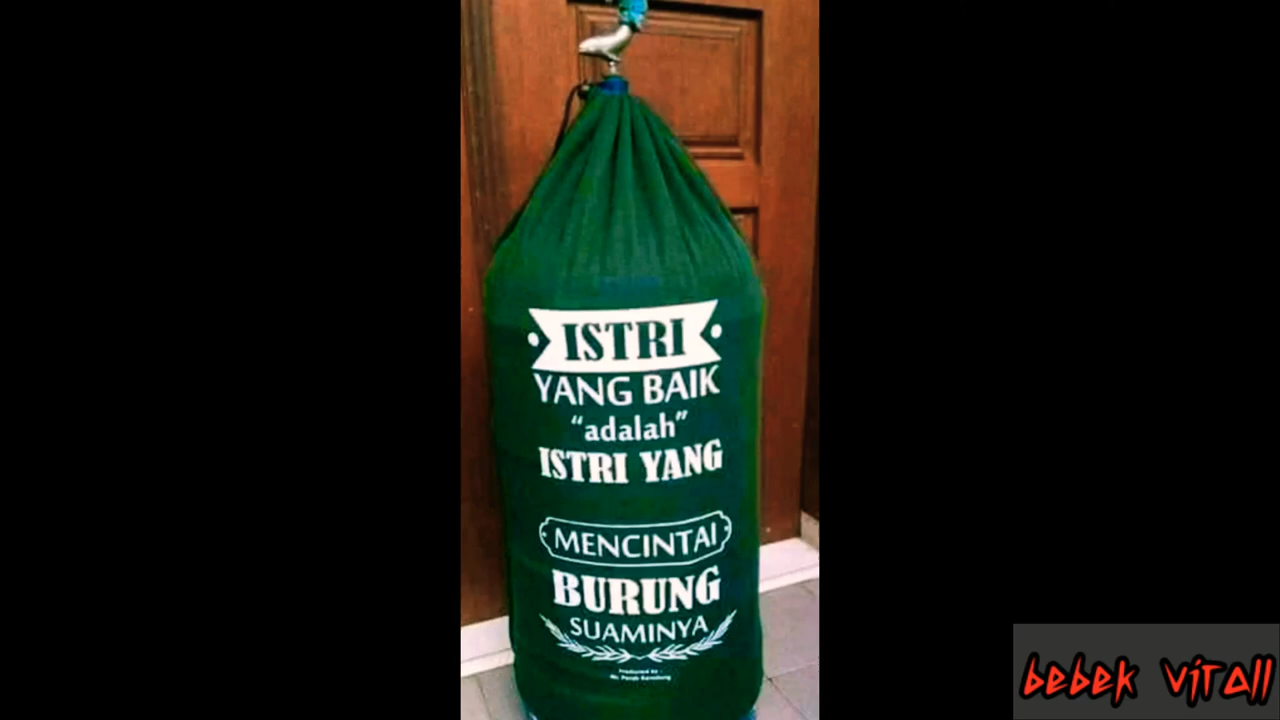 ISTRI
YANG BAIK
“adalah”
ISTRI YANG
MENCINTAI
BURUNG
SUAMINYA
bebek vitall